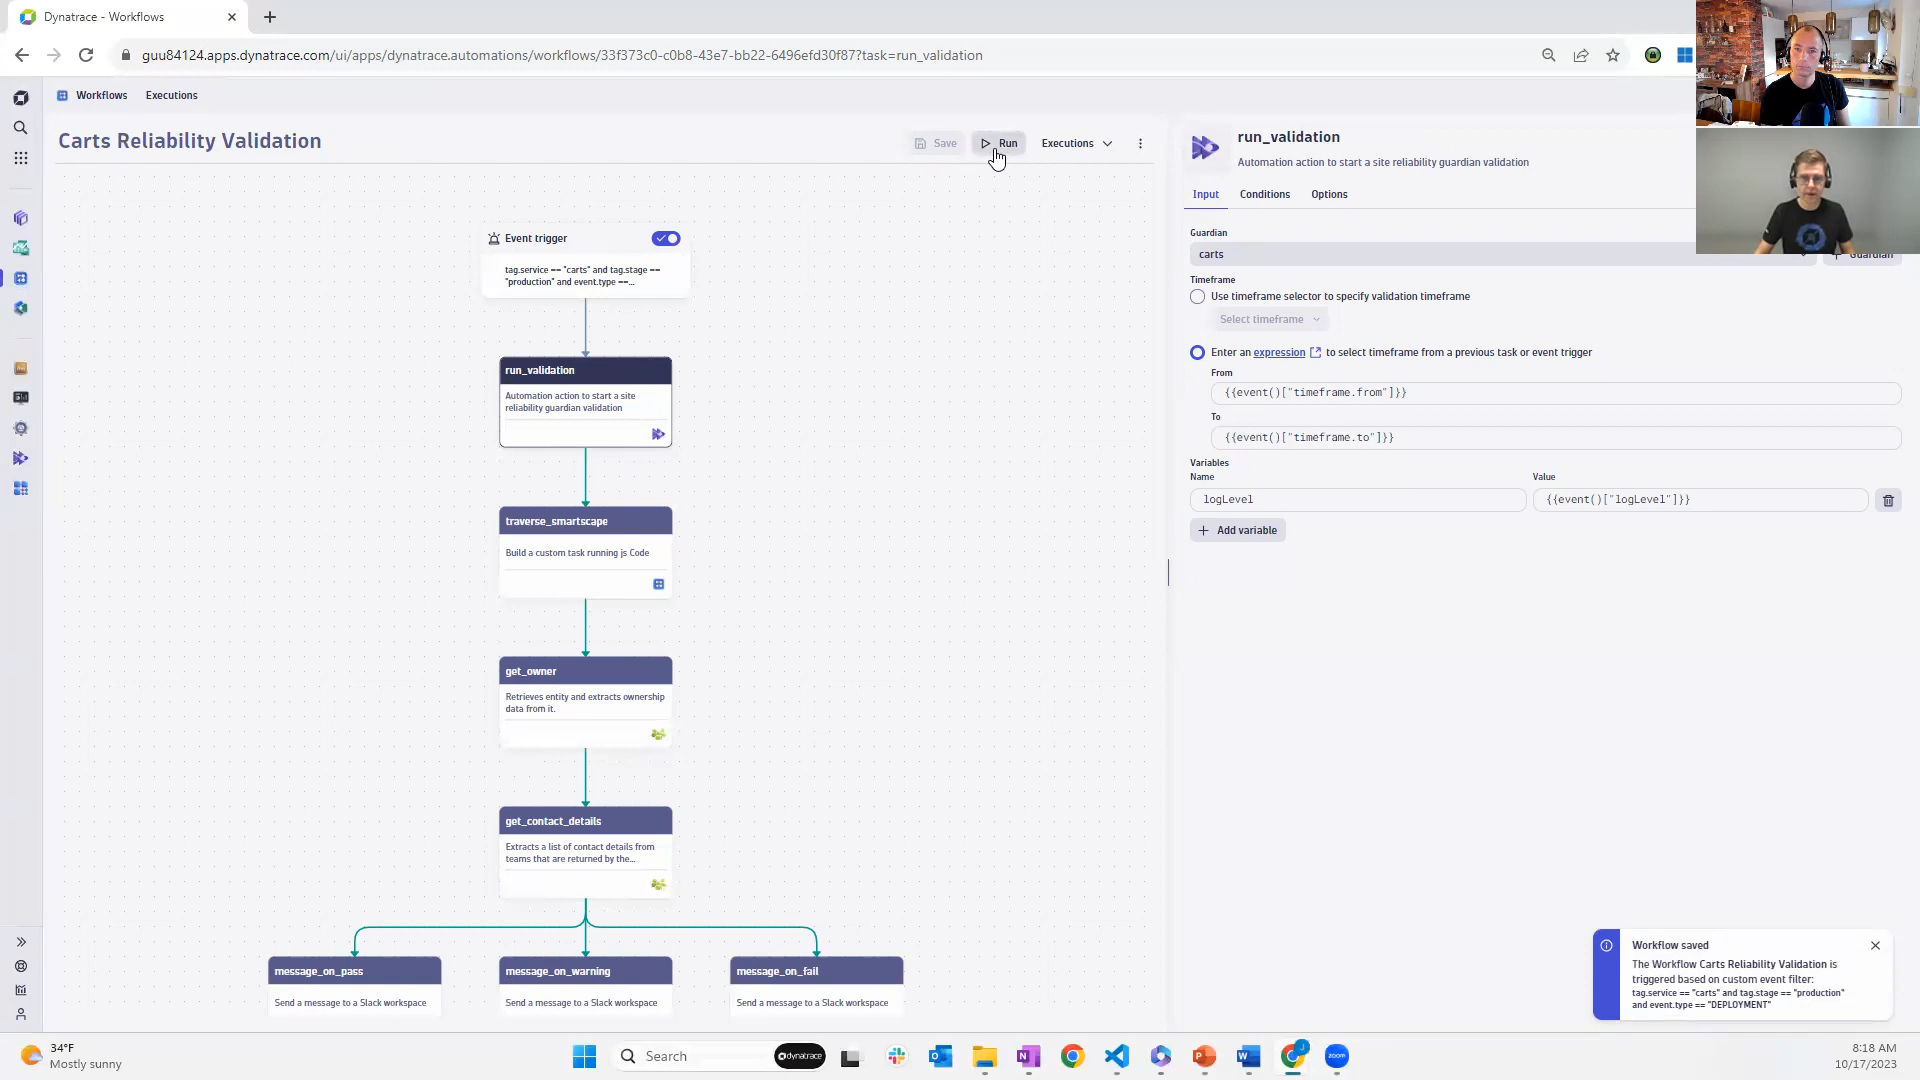 Dynatrace - Workflows
guu84124.apps.dynatrace.com/ui/apps/dynatrace.automations/workflows/33f373c0-c0b8-43e7-bb22-6496efd30f87?task=run_validation
Workflows Executions
Carts Reliability Validation
Save Run Executions
Event trigger
tag.service == "carts" and tag.stage ==
"production" and event.type ==...
run_validation
Automation action to start a site
reliability guardian validation
traverse_smartscape
Build a custom task running js Code
get_owner
Retrieves entity and extracts ownership
data from it.
get_contact_details
Extracts a list of contact details from
teams that are returned by the...
message_on_pass
Send a message to a Slack workspace
message_on_warning
Send a message to a Slack workspace
message_on_fail
Send a message to a Slack workspace
run_validation
Automation action to start a site reliability guardian validation
Input Conditions Options
Guardian
carts
Guardian
Timeframe
Use timeframe selector to specify validation timeframe
Select timeframe
Enter an expression to select timeframe from a previous task or event trigger
From
{{event()["timeframe.from"]}}
To
{{event()["timeframe.to"]}}
Variables
Name Value
logLevel {{event()["logLevel"]}}
Add variable
Workflow saved
The Workflow Carts Reliability Validation is
triggered based on custom event filter:
tag.service == "carts" and tag.stage == "production"
and event.type == "DEPLOYMENT"
34°F
Mostly sunny
Search
dynatrace
zoom
8:18 AM
10/17/2023